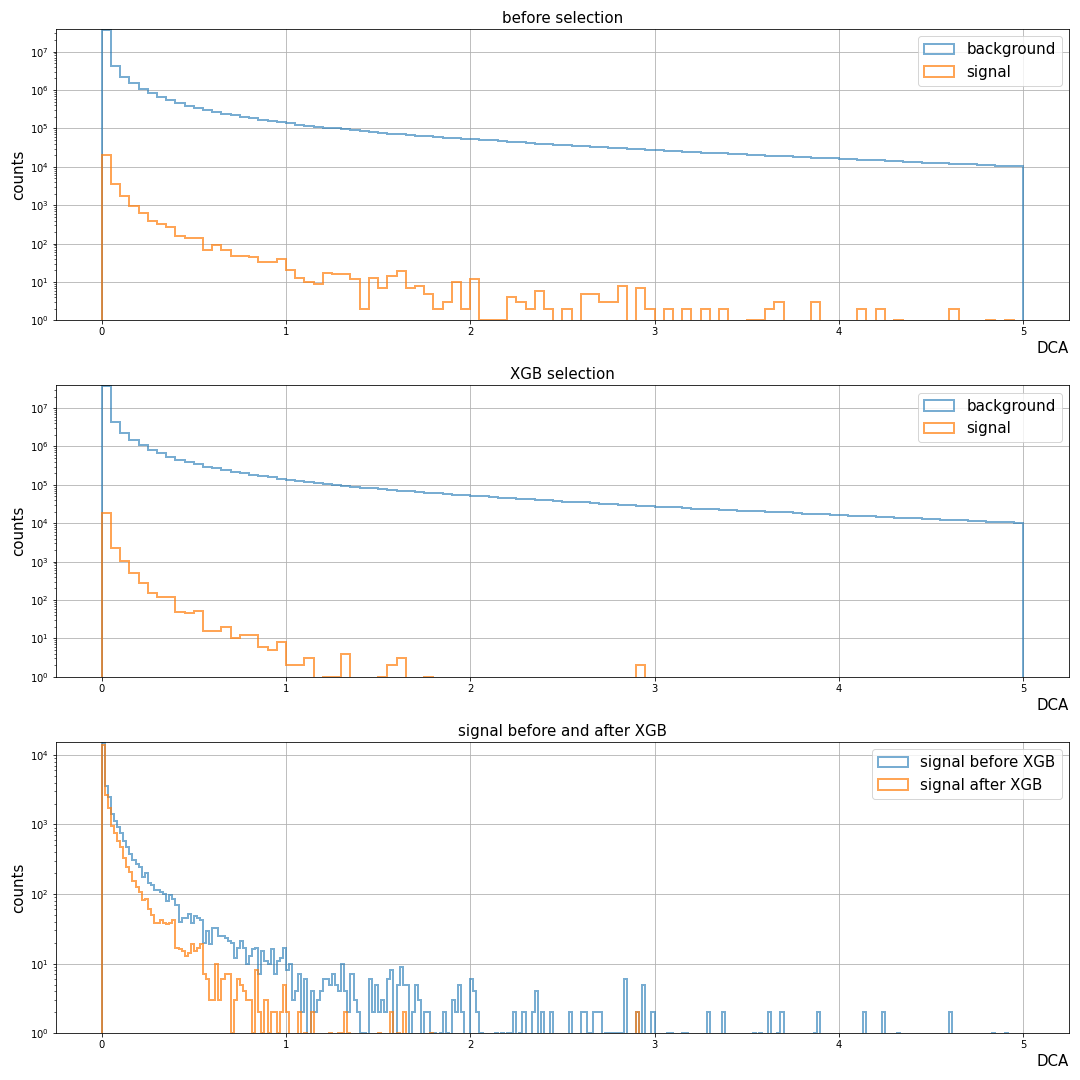 before selection
background
signal
counts
10⁷
10⁶
10⁵
10⁴
10³
10²
10¹
10⁰
0 1 2 3 4 5
DCA
XGB selection
background
signal
counts
10⁷
10⁶
10⁵
10⁴
10³
10²
10¹
10⁰
0 1 2 3 4 5
DCA
signal before and after XGB
signal before XGB
signal after XGB
counts
10⁴
10³
10²
10¹
10⁰
0 1 2 3 4 5
DCA